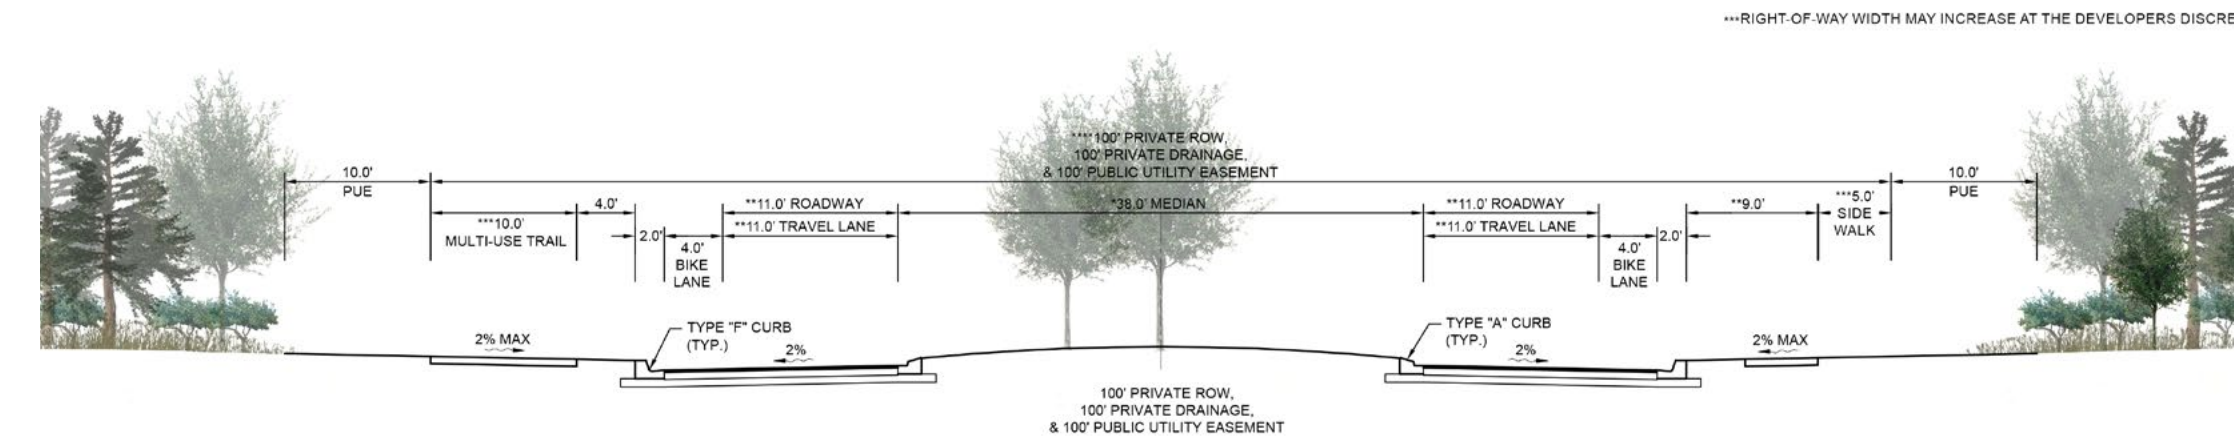 ***RIGHT-OF-WAY WIDTH MAY INCREASE AT THE DEVELOPERS DISCRE
****100' PRIVATE ROW,
100' PRIVATE DRAINAGE,
& 100' PUBLIC UTILITY EASEMENT
10.0'
PUE
10.0'
PUE
***10.0'
MULTI-USE TRAIL
4.0'
2.0'
4.0'
BIKE
LANE
**11.0' ROADWAY
**11.0' TRAVEL LANE
*38.0' MEDIAN
**11.0' ROADWAY
**11.0' TRAVEL LANE
4.0'
BIKE
LANE
2.0'
**9.0'
***5.0'
SIDE
WALK
2% MAX
TYPE "F" CURB
(TYP.)
2%
TYPE "A" CURB
(TYP.)
2%
2% MAX
100' PRIVATE ROW,
100' PRIVATE DRAINAGE,
& 100' PUBLIC UTILITY EASEMENT